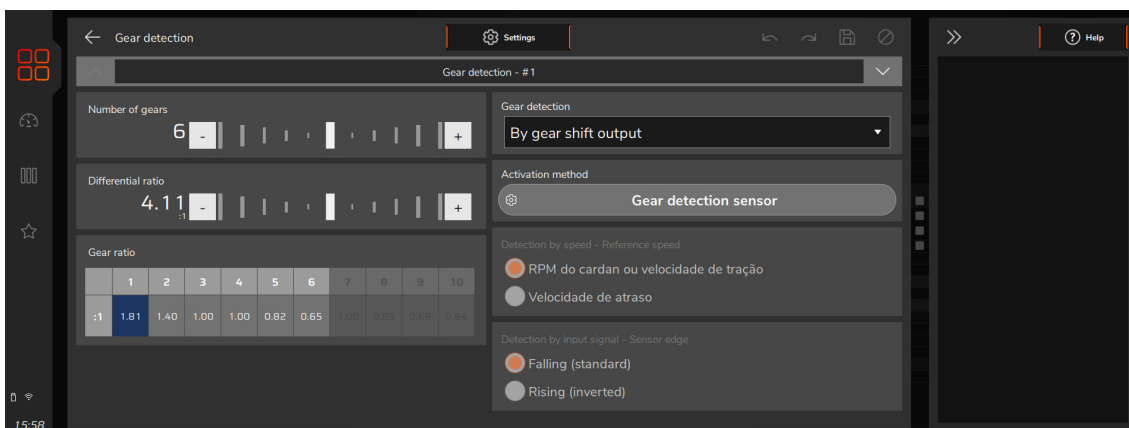 Gear detection
Settings
Help
Gear detection - #1
Number of gears
6 - +
Differential ratio
4.11 :1 - +
Gear ratio
1 2 3 4 5 6 7 8 9 10
:1 1.81 1.40 1.00 1.00 0.82 0.65 1.00 0.85 0.69 0.64
Gear detection
By gear shift output
Activation method
Gear detection sensor
Detection by speed - Reference speed
RPM do cardan ou velocidade de tração
Velocidade de atraso
Detection by input signal - Sensor edge
Falling (standard)
Rising (inverted)
15:58